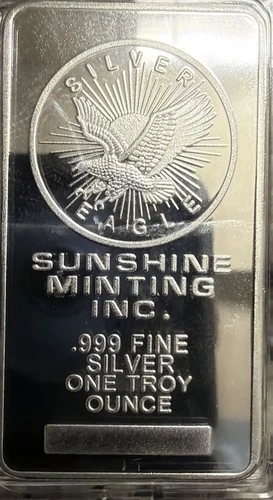 SILVER
EAGLE
SUNSHINE
MINTING
INC.
.999 FINE
SILVER
ONE TROY
OUNCE